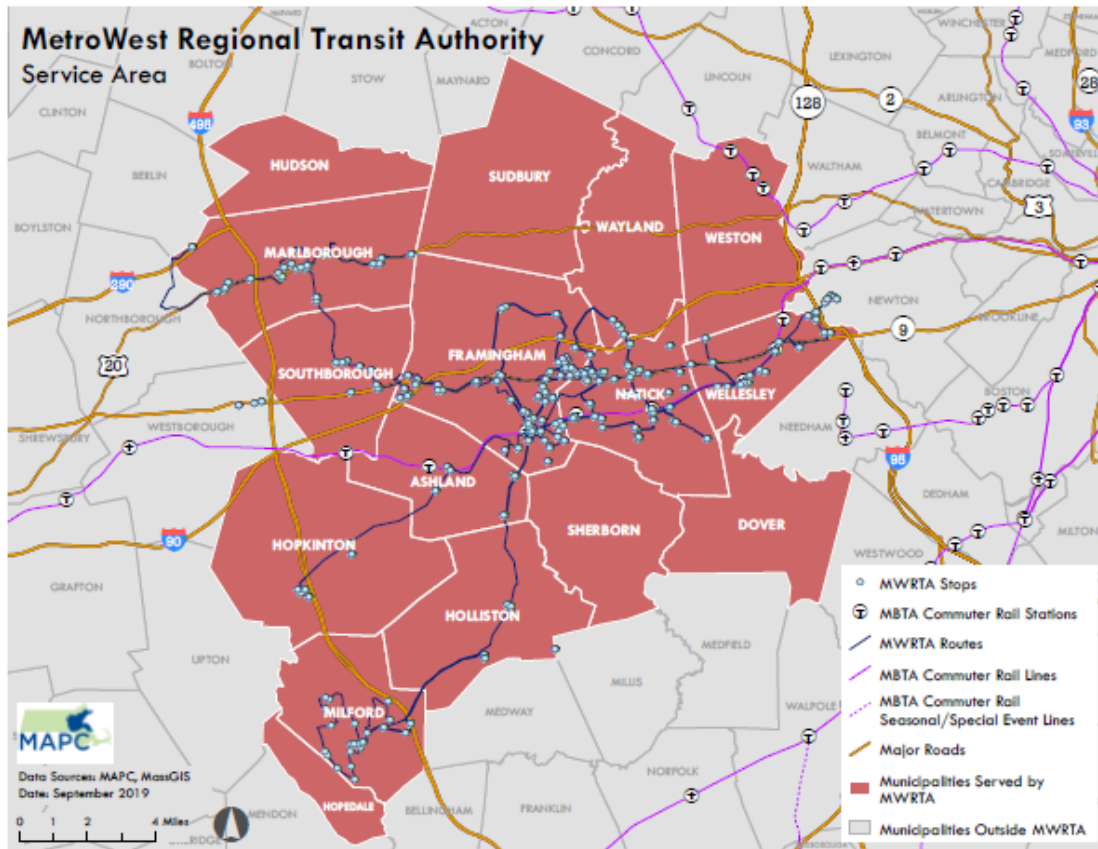 MetroWest Regional Transit Authority
Service Area
ACTON
CONCORD
LEXINGTON
WINCHESTER
BOLTON
STOW
MAYNARD
LINCOLN
128
2
28
CLINTON
495
ARLINGTON
93
BELMONT
HUDSON
BERLIN
SUDBURY
WALTHAM
CAMBRIDGE
WATERTOWN
3
BOYLSTON
WAYLAND
WESTON
MARLBOROUGH
290
NORTHBOROUGH
NEWTON
BROOKLINE
9
20
FRAMINGHAM
SOUTHBOROUGH
BOSTON
NATICK
WELLESLEY
SHREWSBURY
WESTBOROUGH
NEEDHAM
95
ASHLAND
DEDHAM
SHERBORN
DOVER
MILTON
90
HOPKINTON
WESTWOOD
GRAFTON
HOLLISTON
UPTON
MEDFIELD
MILLIS
MILFORD
MEDWAY
WALPOLE
NORFOLK
HOPEDALE
MENDON
BELLINGHAM
FRANKLIN
MWRTA Stops
T MBTA Commuter Rail Stations
MWRTA Routes
MBTA Commuter Rail Lines
MBTA Commuter Rail
Seasonal/Special Event Lines
Major Roads
Municipalities Served by
MWRTA
Municipalities Outside MWRTA
MAPC
Data Sources: MAPC, MassGIS
Date: September 2019
0 1 2 4 Miles